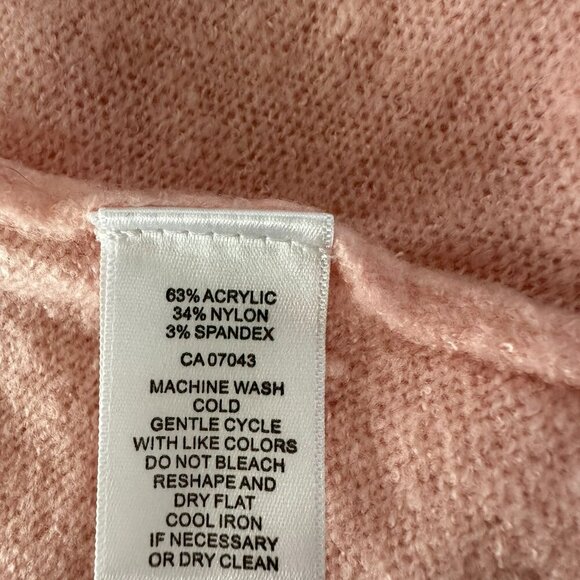 63% ACRYLIC
34% NYLON
3% SPANDEX
CA 07043
MACHINE WASH
COLD
GENTLE CYCLE
WITH LIKE COLORS
DO NOT BLEACH
RESHAPE AND
DRY FLAT
COOL IRON
IF NECESSARY
OR DRY CLEAN